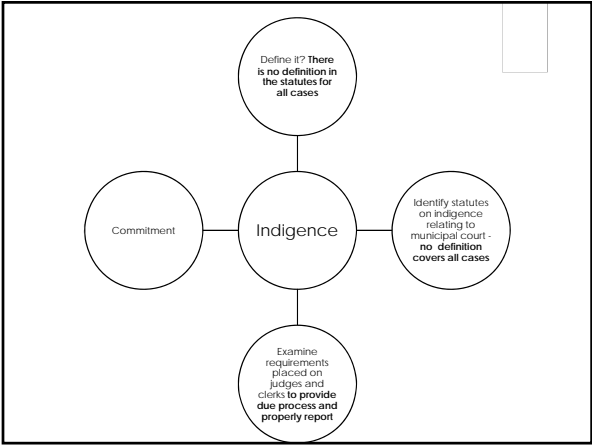 Define it? There
is no definition in
the statutes for
all cases
Commitment
Indigence
Identify statutes
on indigence
relating to
municipal court -
no definition
covers all cases
Examine
requirements
placed on
judges and
clerks to provide
due process and
properly report